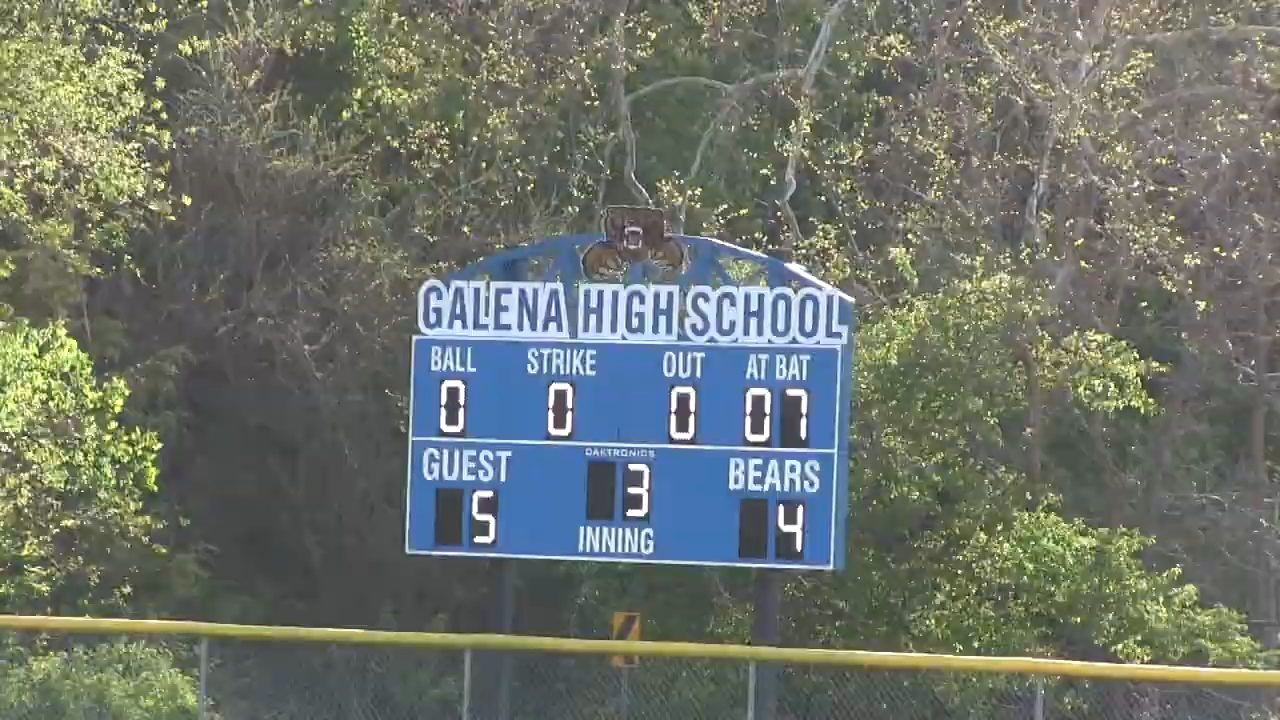 GALENA HIGH SCHOOL
BALL STRIKE OUT AT BAT
0 0 0 07
DAKTRONICS
GUEST BEARS
5 3 4
INNING